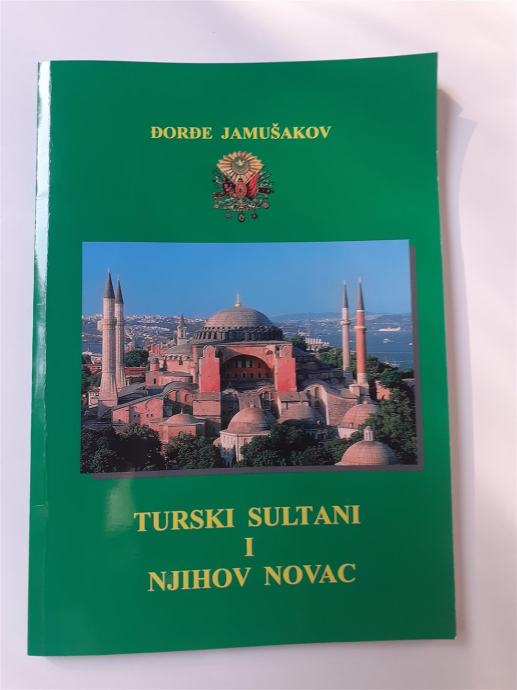 ĐORĐE JAMUŠAKOV
TURSKI SULTANI
I
NJIHOV NOVAC